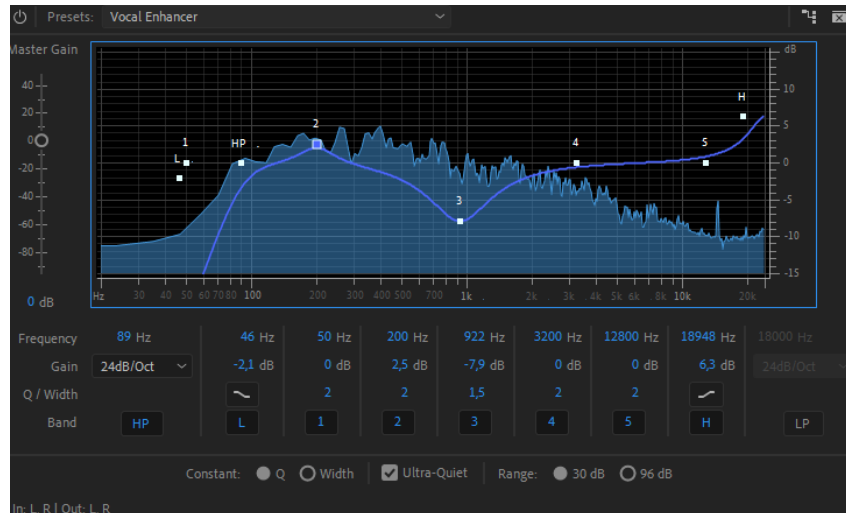 Presets: Vocal Enhancer
Master Gain
dB
40
20
0
-20
-40
-60
-80
0 dB
10
5
0
-5
-10
-15
L
1
HP
2
3
4
5
H
Hz 30 40 50 60 70 80 100 200 300 400 500 700 1k 2k 3k 4k 5k 6k 8k 10k 20k
Frequency 89 Hz 46 Hz 50 Hz 200 Hz 922 Hz 3200 Hz 12800 Hz 18948 Hz 18000 Hz
Gain 24dB/Oct -2,1 dB 0 dB 2,5 dB -7,9 dB 0 dB 0 dB 6,3 dB 24dB/Oct
Q / Width 2 2 1,5 2 2
Band HP L 1 2 3 4 5 H LP
Constant: Q Width Ultra-Quiet Range: 30 dB 96 dB
In: L, R | Out: L, R